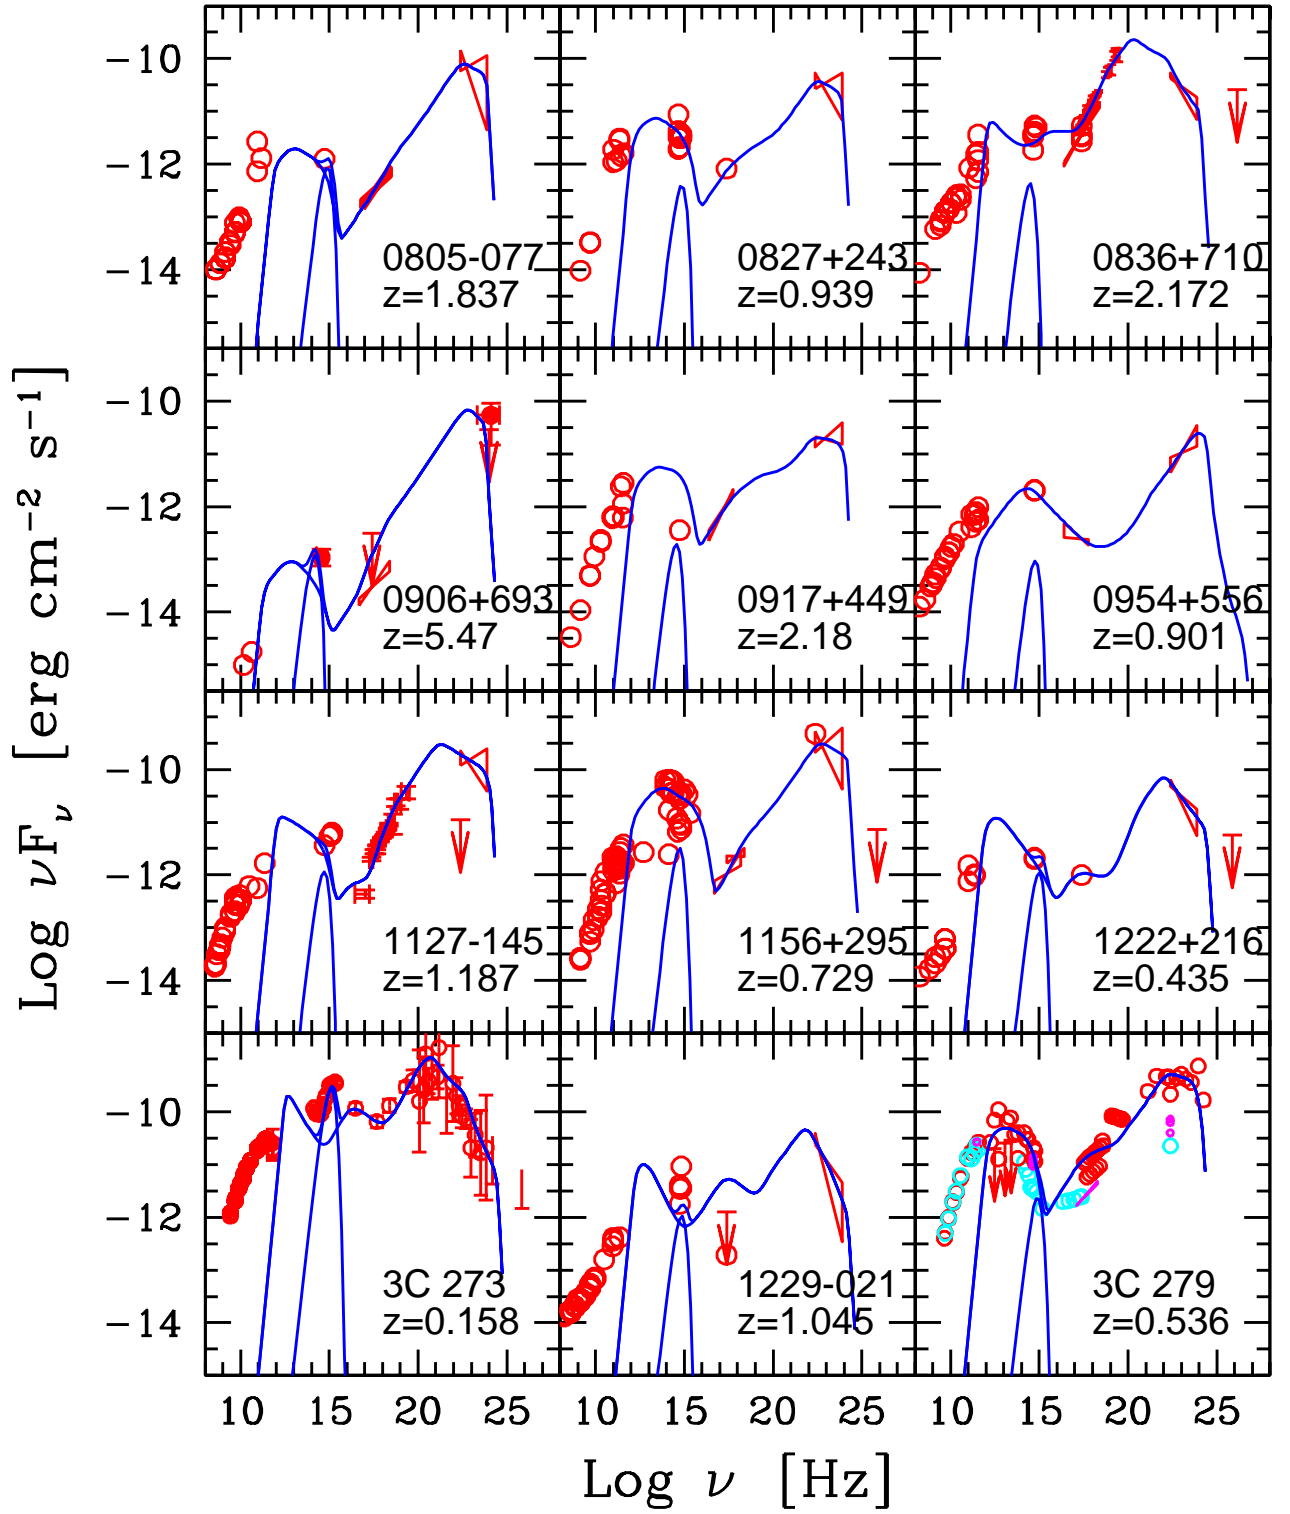 −10
−12
−14
0805-077
z=1.837
0827+243
z=0.939
0836+710
z=2.172
−10
−12
−14
0906+693
z=5.47
0917+449
z=2.18
0954+556
z=0.901
Log νFν [erg cm−2 s−1]
−10
−12
−14
1127-145
z=1.187
1156+295
z=0.729
1222+216
z=0.435
−10
−12
−14
3C 273
z=0.158
1229-021
z=1.045
3C 279
z=0.536
10 15 20 25 10 15 20 25 10 15 20 25
Log ν [Hz]